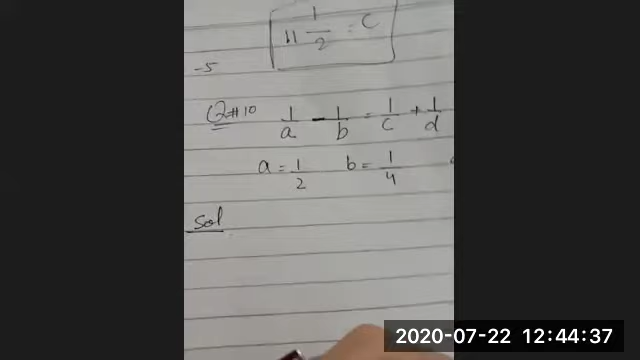 11 1/2 = C
-5
Q#10 1/a - 1/b = 1/c + 1/d
a = 1/2 b = 1/4
Sol
2020-07-22 12:44:37